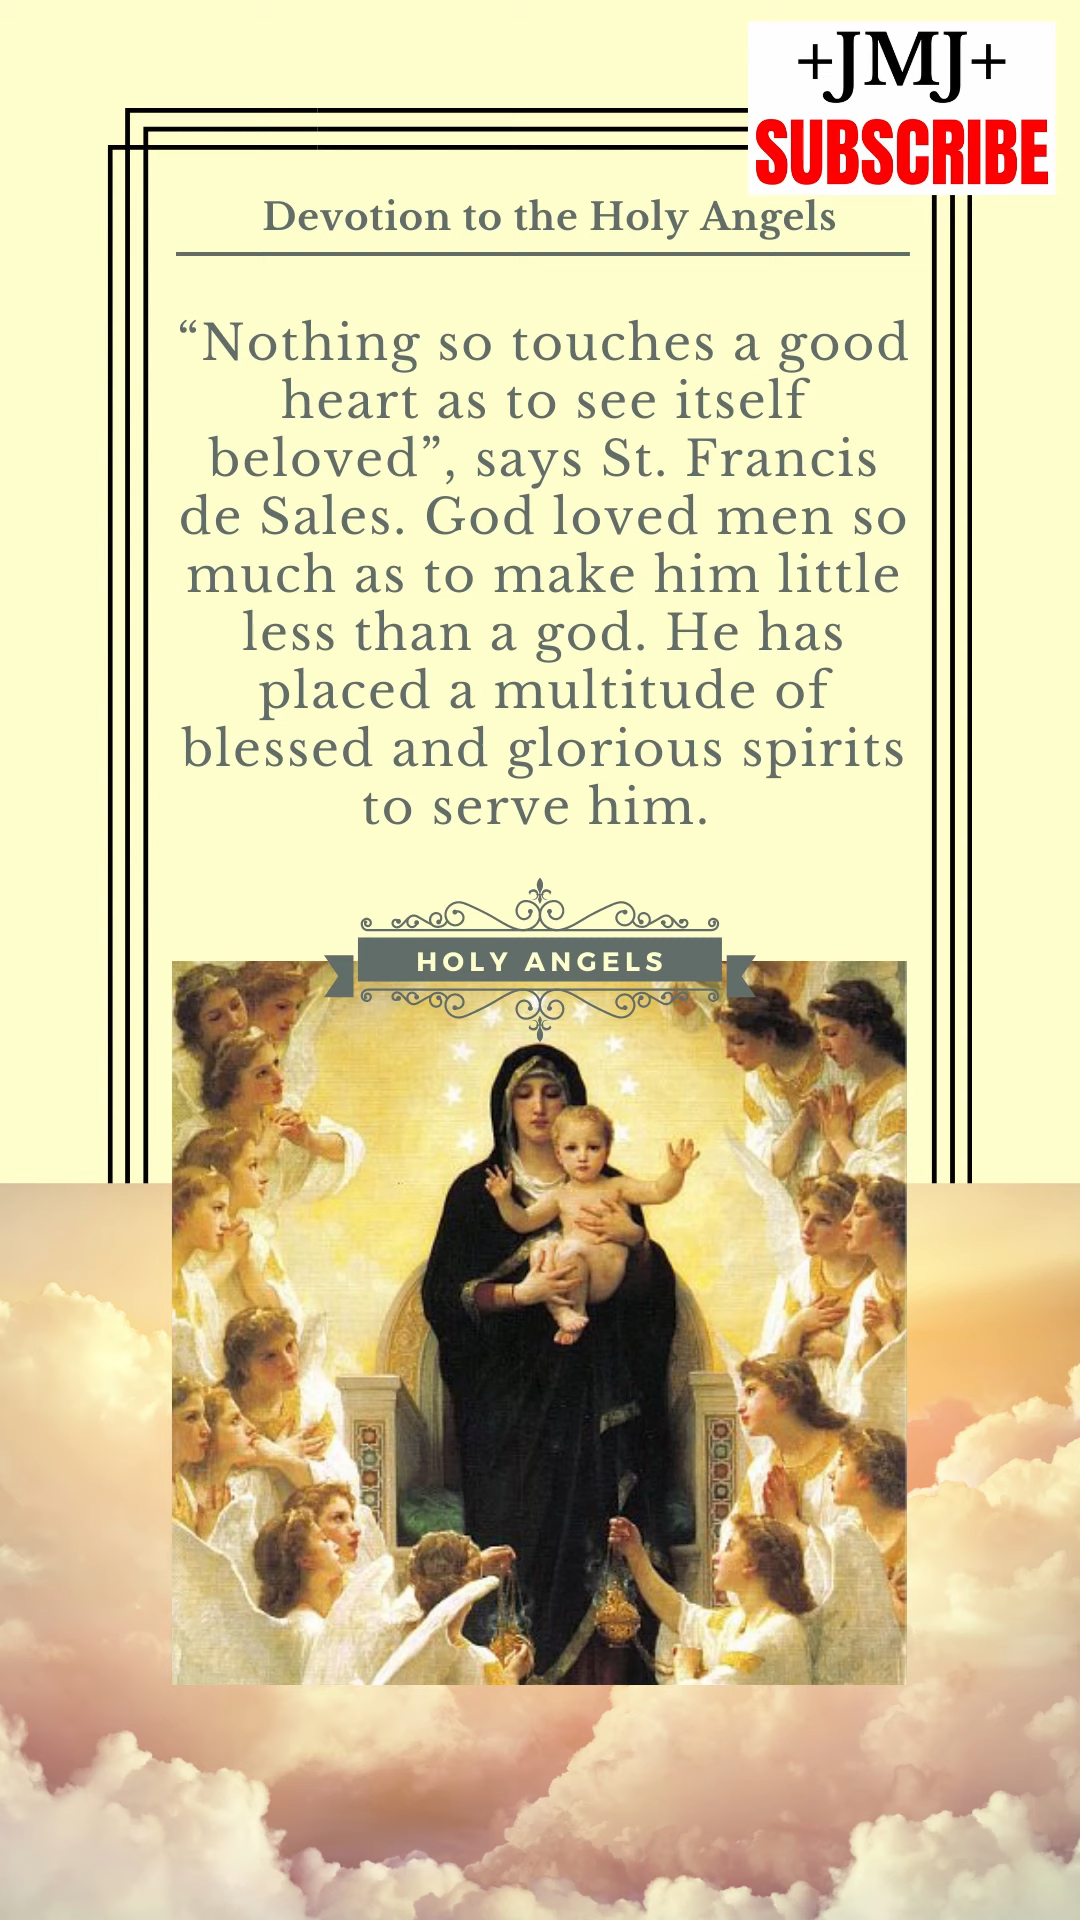 +JMJ+
SUBSCRIBE
Devotion to the Holy Angels
“Nothing so touches a good
heart as to see itself
beloved”, says St. Francis
de Sales. God loved men so
much as to make him little
less than a god. He has
placed a multitude of
blessed and glorious spirits
to serve him.
HOLY ANGELS